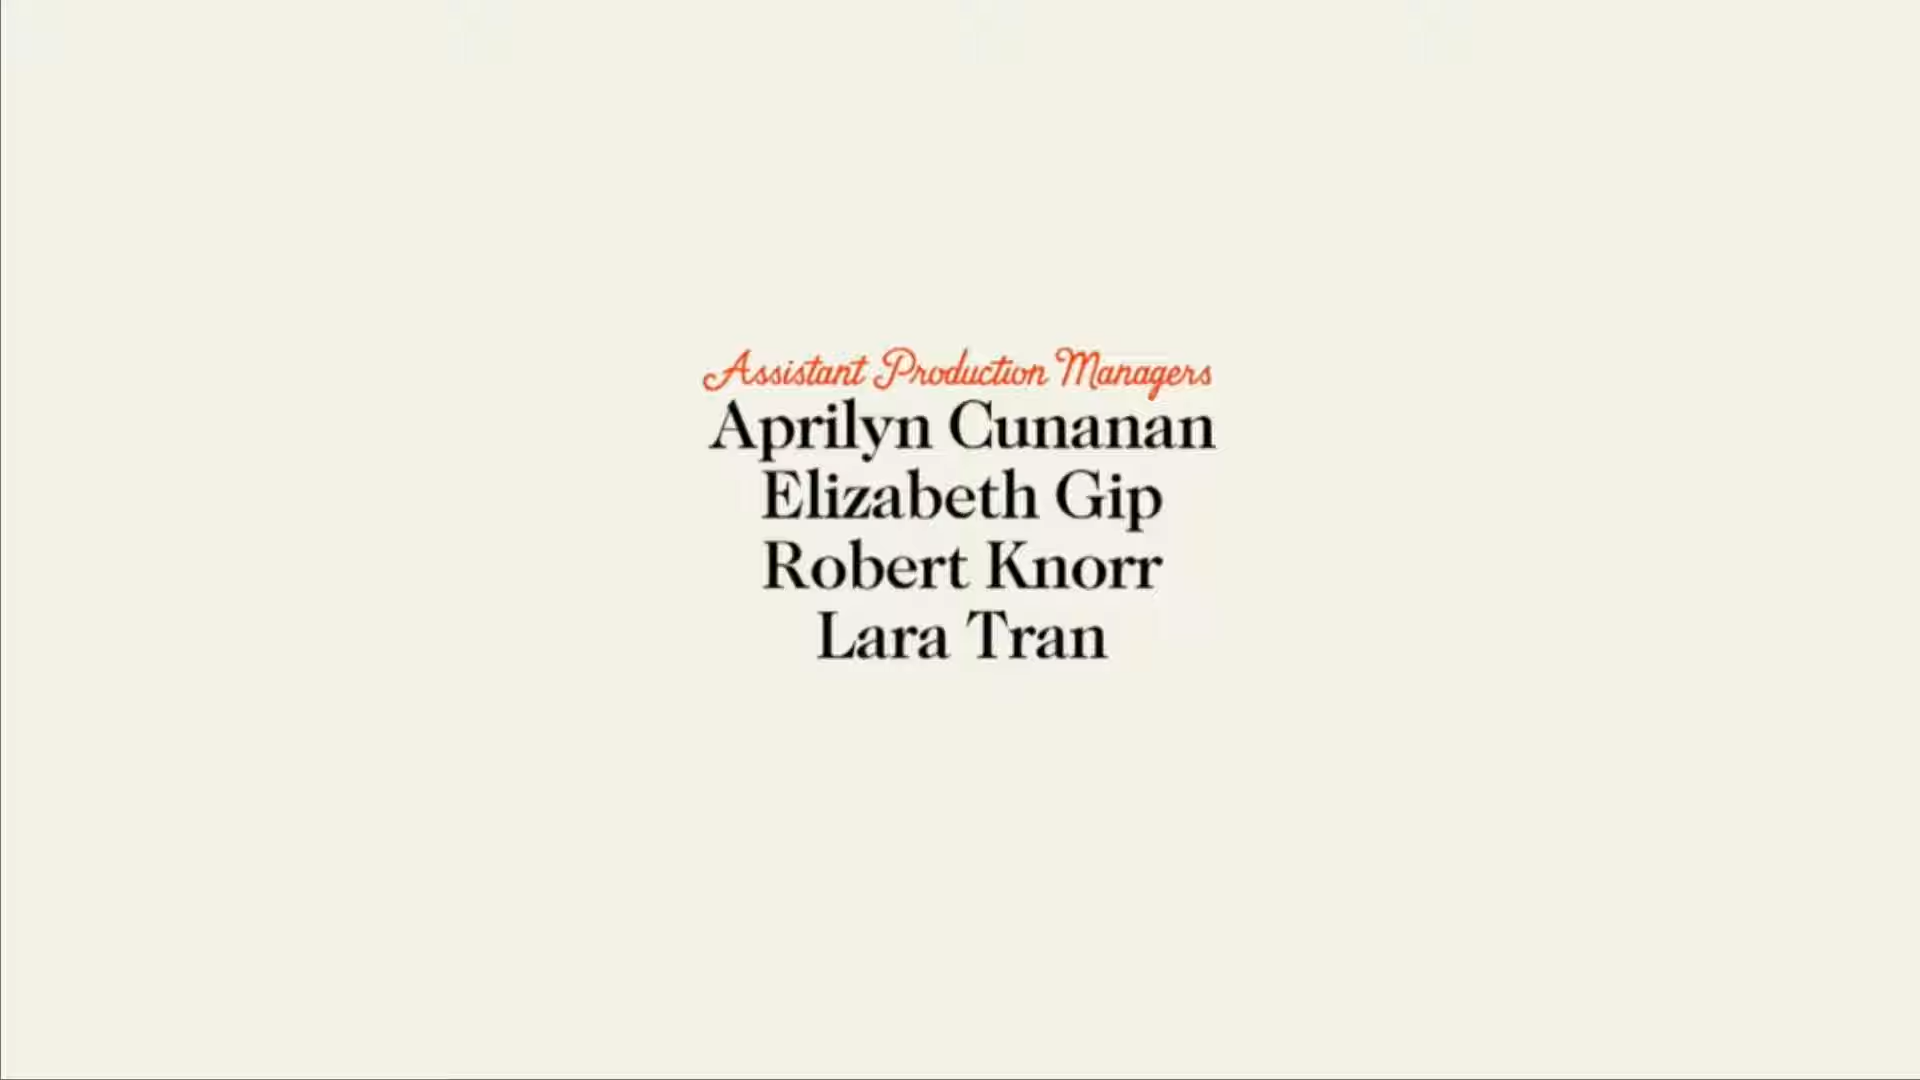 Assistant Production Managers
Aprilyn Cunanan
Elizabeth Gip
Robert Knorr
Lara Tran